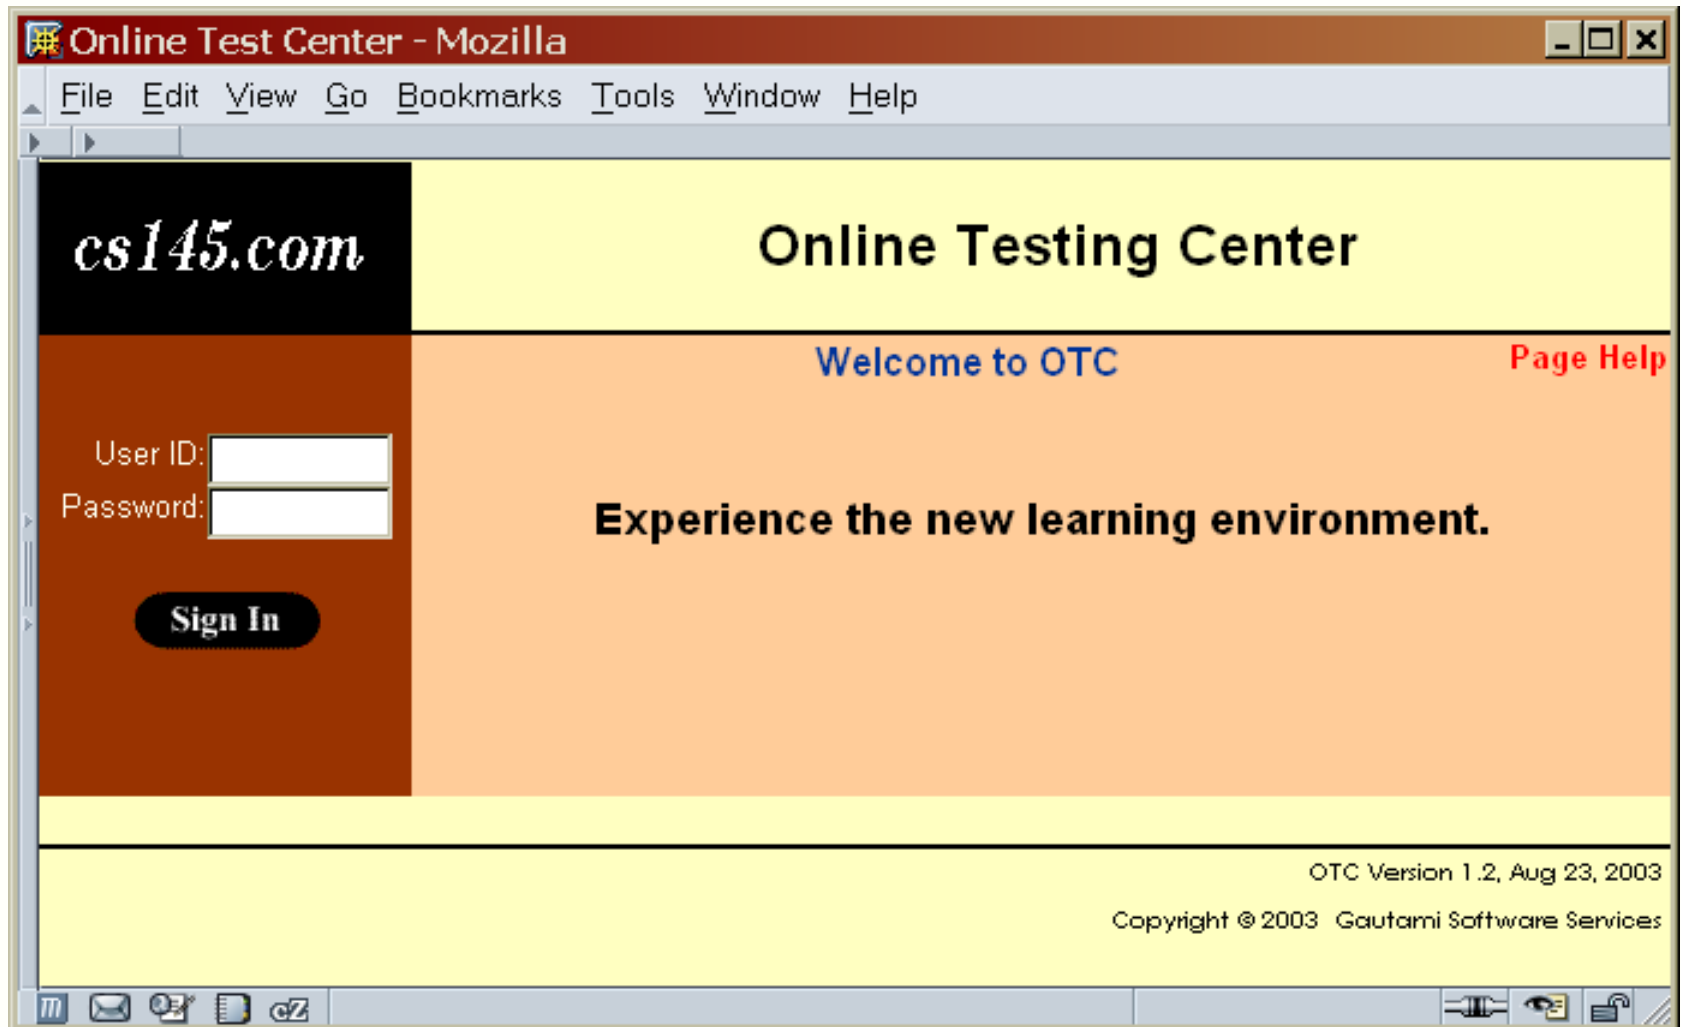 Online Test Center - Mozilla
File Edit View Go Bookmarks Tools Window Help
cs145.com
Online Testing Center
Welcome to OTC
Page Help
User ID:
Password:
Experience the new learning environment.
Sign In
OTC Version 1.2, Aug 23, 2003
Copyright © 2003 Gautami Software Services